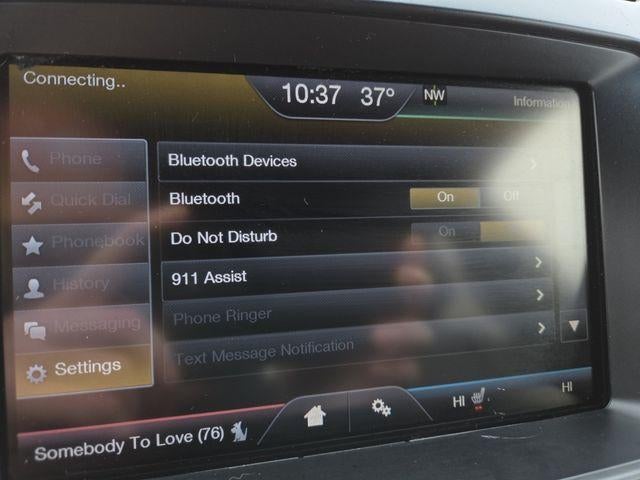 Connecting..
10:37 37° NW
Information
Phone
Quick Dial
Phonebook
History
Messaging
Settings
Bluetooth Devices
Bluetooth On Off
Do Not Disturb On
911 Assist
Phone Ringer
Text Message Notification
Somebody To Love (76)
HI
HI